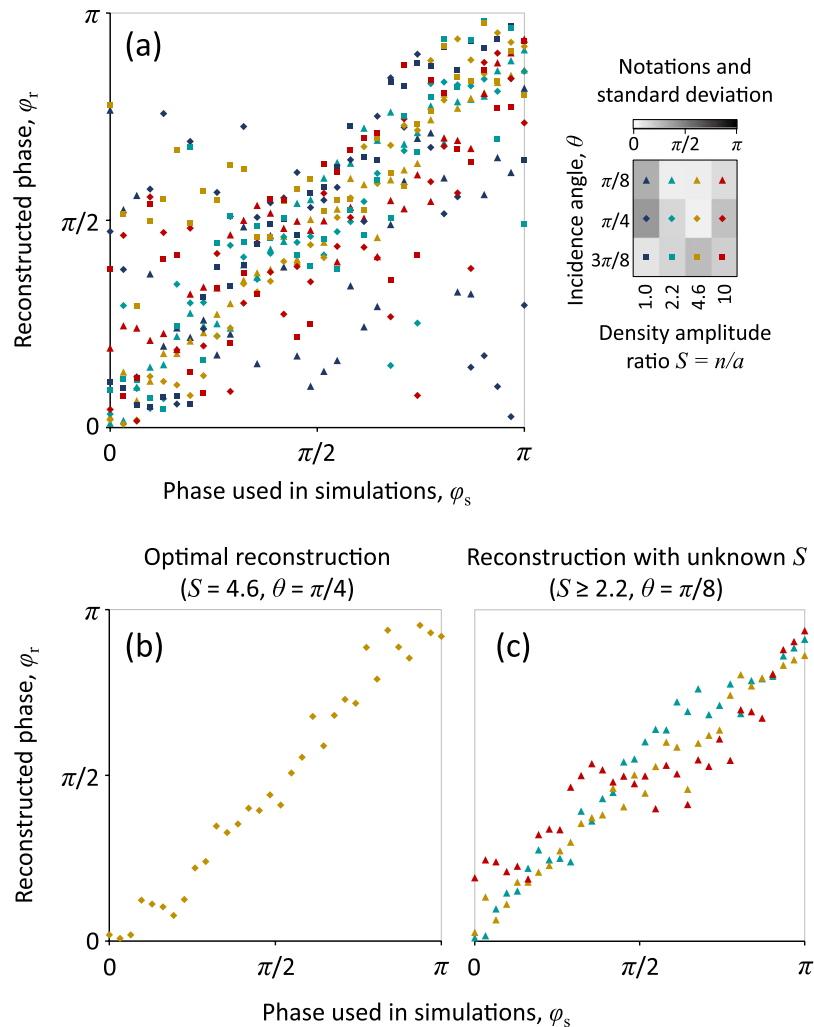 (a)
π
π/2
0
0
π/2
π
Reconstructed phase, φr
Phase used in simulations, φs
Notations and
standard deviation
0
π/2
π
Incidence angle, θ
π/8
π/4
3π/8
1.0
2.2
4.6
10
Density amplitude
ratio S = n/a
Optimal reconstruction
(S = 4.6, θ = π/4)
Reconstruction with unknown S
(S ≥ 2.2, θ = π/8)
(b)
(c)
π
π/2
0
Reconstructed phase, φr
0
π/2
π
0
π/2
π
Phase used in simulations, φs